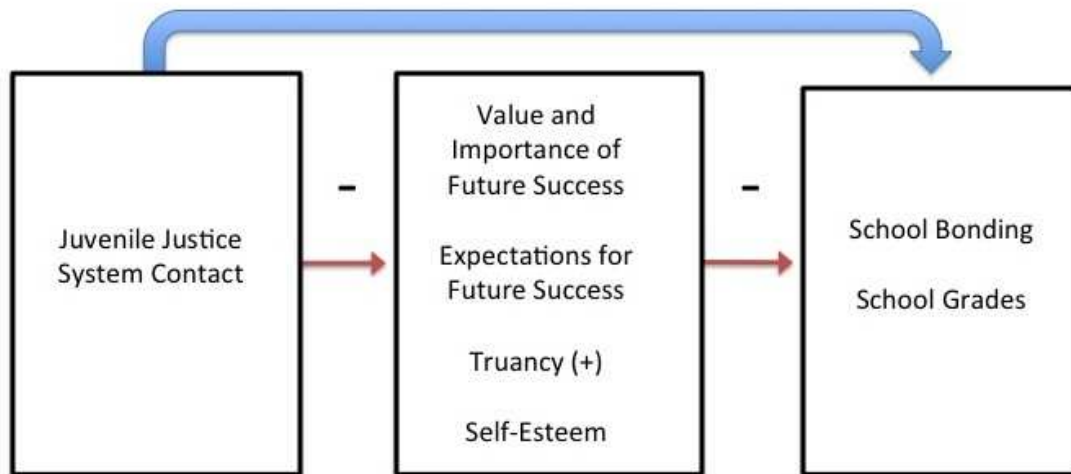 Juvenile Justice
System Contact
-
Value and
Importance of
Future Success
Expectations for
Future Success
Truancy (+)
Self-Esteem
-
School Bonding
School Grades